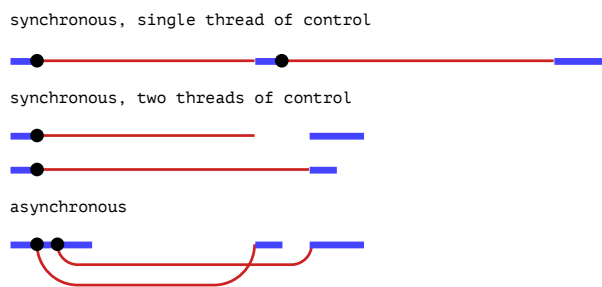 synchronous, single thread of control
synchronous, two threads of control
asynchronous